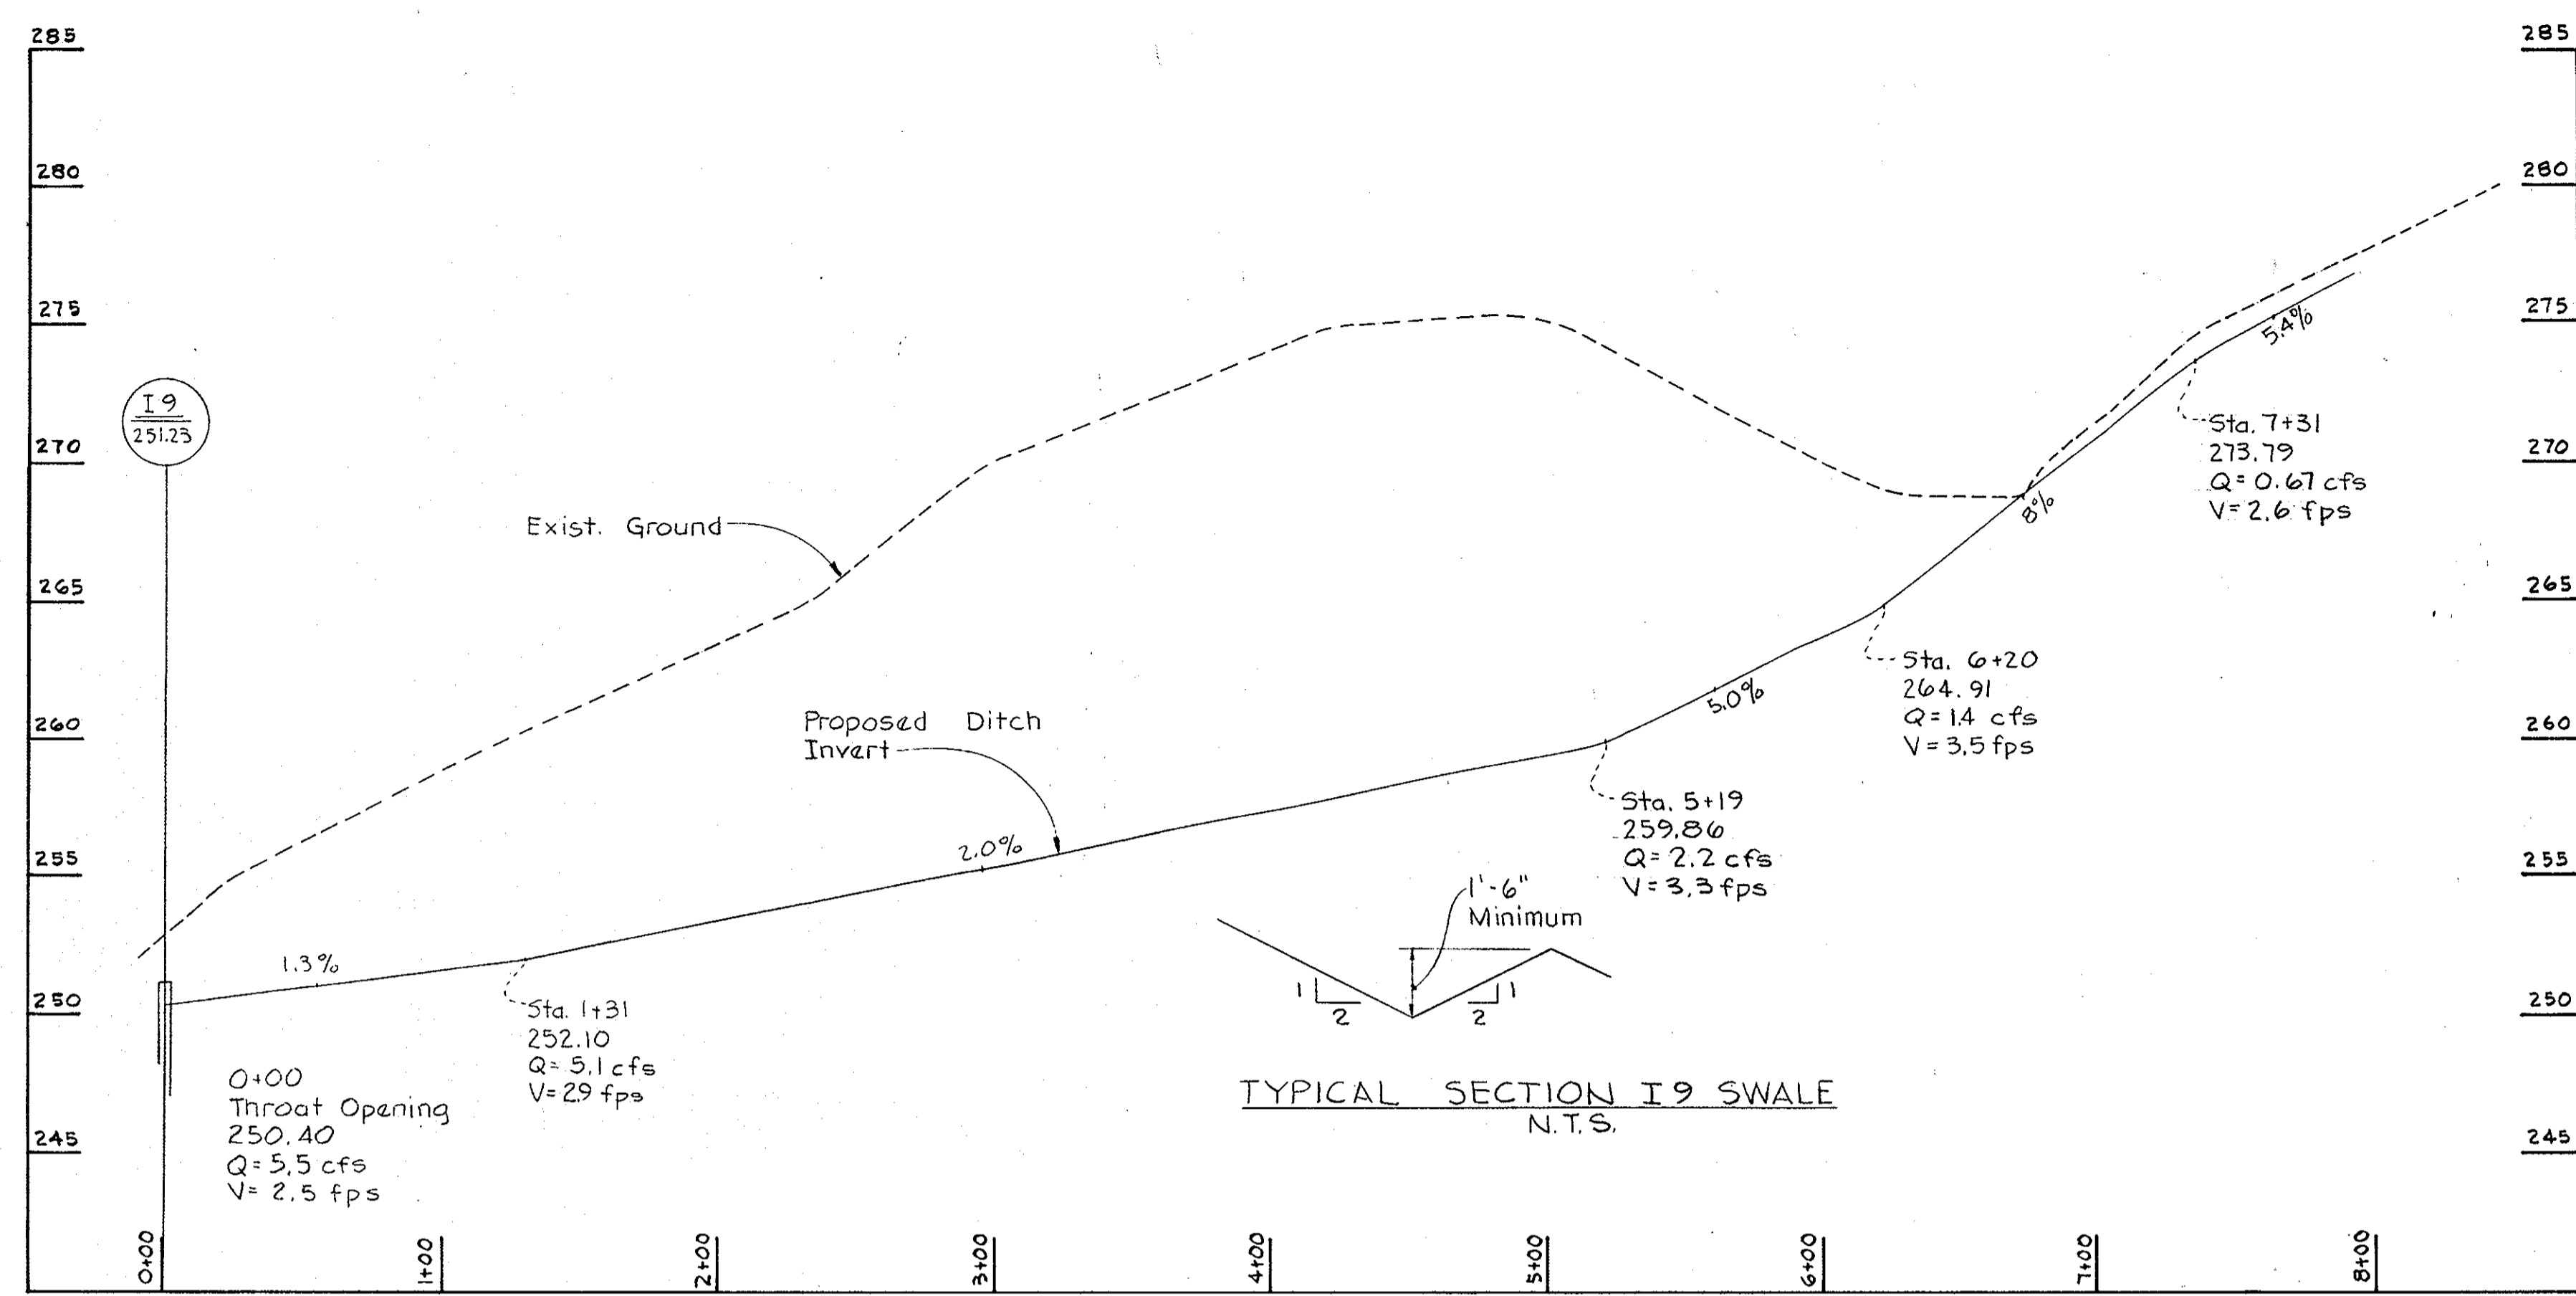 285
285
280
280
275
275
270
270
265
265
260
260
255
255
250
250
245
245
I 9
251.23
Exist. Ground
Proposed Ditch
Invert
1.3%
2.0%
5.0%
8%
5.4%
0+00
Throat Opening
250.40
Q= 5.5 cfs
V= 2.5 fps
Sta. 1+31
252.10
Q= 5.1 cfs
V= 2.9 fps
Sta. 5+19
259.86
Q= 2.2 cfs
V= 3.3 fps
Sta. 6+20
264.91
Q= 1.4 cfs
V= 3.5 fps
Sta. 7+31
273.79
Q= 0.67 cfs
V= 2.6 fps
1'-6"
Minimum
1
2
1
2
TYPICAL SECTION I 9 SWALE
N.T.S.
0+00
1+00
2+00
3+00
4+00
5+00
6+00
7+00
8+00